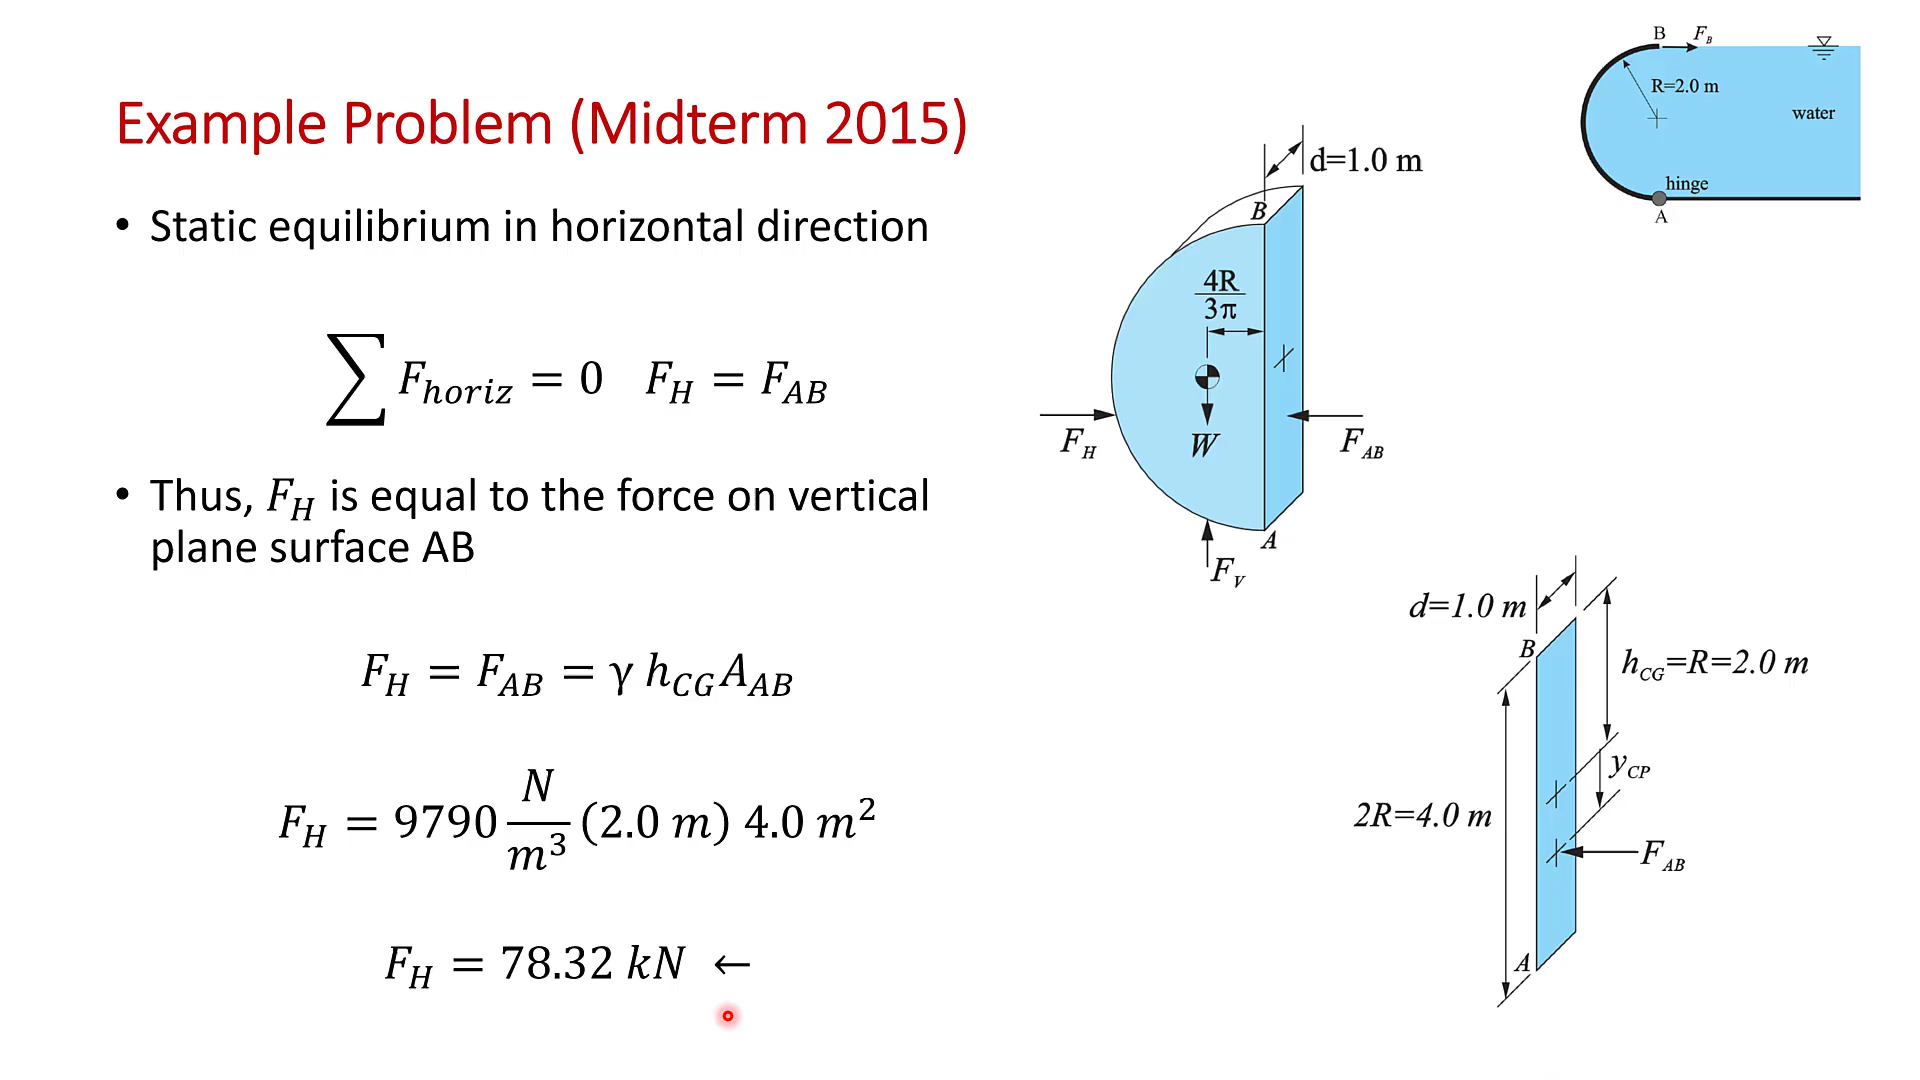 Example Problem (Midterm 2015)
• Static equilibrium in horizontal direction
∑ F_horiz = 0   F_H = F_AB
• Thus, F_H is equal to the force on vertical
plane surface AB
F_H = F_AB = γ h_CG A_AB
F_H = 9790 N/m³ (2.0 m) 4.0 m²
F_H = 78.32 kN ←
d=1.0 m
B
4R/3π
F_H
W
F_AB
A
F_V
B
F_B
R=2.0 m
water
hinge
A
d=1.0 m
B
h_CG=R=2.0 m
y_CP
2R=4.0 m
F_AB
A